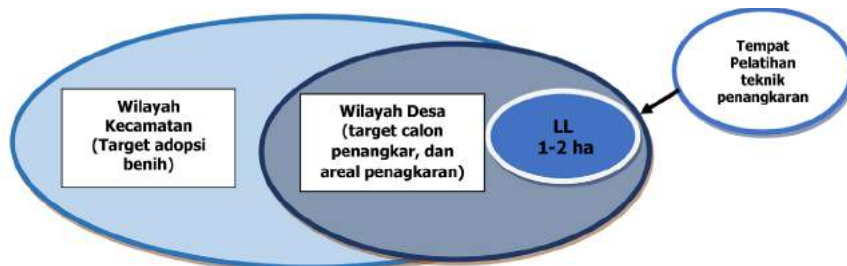 Wilayah
Kecamatan
(Target adopsi
benih)
Wilayah Desa
(target calon
penangkar, dan
areal penagkaran)
LL
1-2 ha
Tempat
Pelatihan
teknik
penangkaran